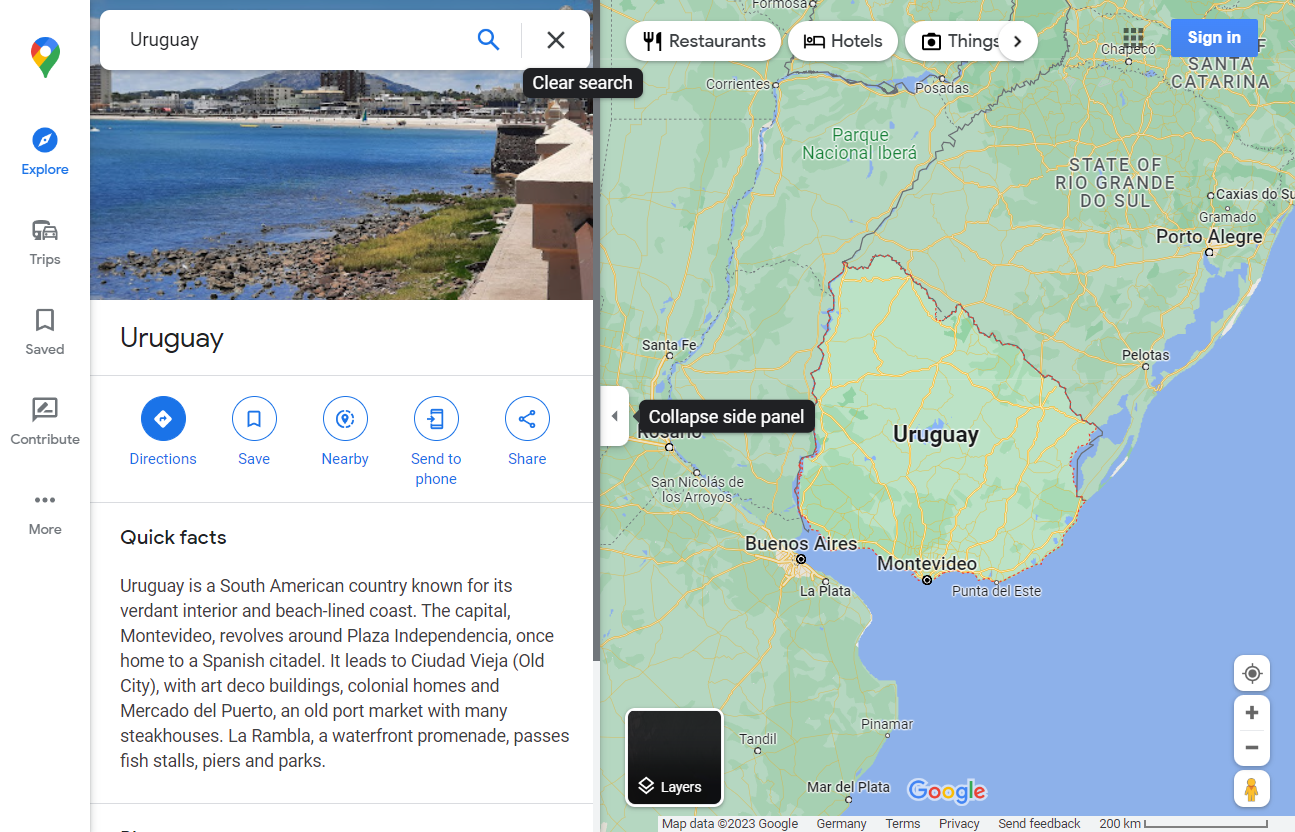 Uruguay
Clear search
Explore
Trips
Saved
Contribute
More
Uruguay
Directions
Save
Nearby
Send to
phone
Share
Quick facts
Uruguay is a South American country known for its
verdant interior and beach-lined coast. The capital,
Montevideo, revolves around Plaza Independencia, once
home to a Spanish citadel. It leads to Ciudad Vieja (Old
City), with art deco buildings, colonial homes and
Mercado del Puerto, an old port market with many
steakhouses. La Rambla, a waterfront promenade, passes
fish stalls, piers and parks.
Restaurants
Hotels
Things
Sign in
Formosa
Chapecó
SANTA
CATARINA
Corrientes
Posadas
Parque
Nacional Iberá
STATE OF
RIO GRANDE
DO SUL
Caxias do Su
Gramado
Porto Alegre
Santa Fe
Pelotas
Collapse side panel
Rosario
Uruguay
San Nicolás de
los Arroyos
Buenos Aires
Montevideo
La Plata
Punta del Este
Pinamar
Tandil
Mar del Plata
Layers
Google
Map data ©2023 Google
Germany
Terms
Privacy
Send feedback
200 km